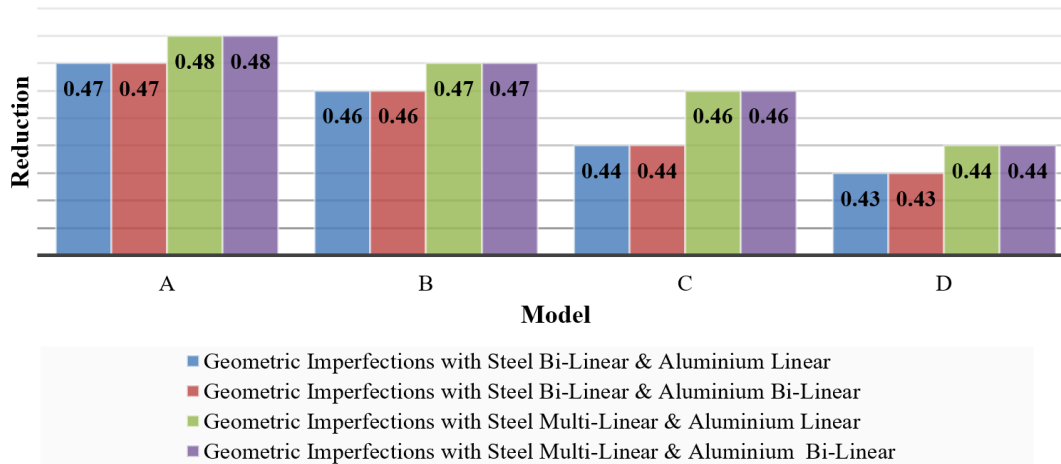 Reduction
0.47 0.47 0.48 0.48
0.46 0.46 0.47 0.47
0.44 0.44 0.46 0.46
0.43 0.43 0.44 0.44
A B C D
Model
Geometric Imperfections with Steel Bi-Linear & Aluminium Linear
Geometric Imperfections with Steel Bi-Linear & Aluminium Bi-Linear
Geometric Imperfections with Steel Multi-Linear & Aluminium Linear
Geometric Imperfections with Steel Multi-Linear & Aluminium Bi-Linear